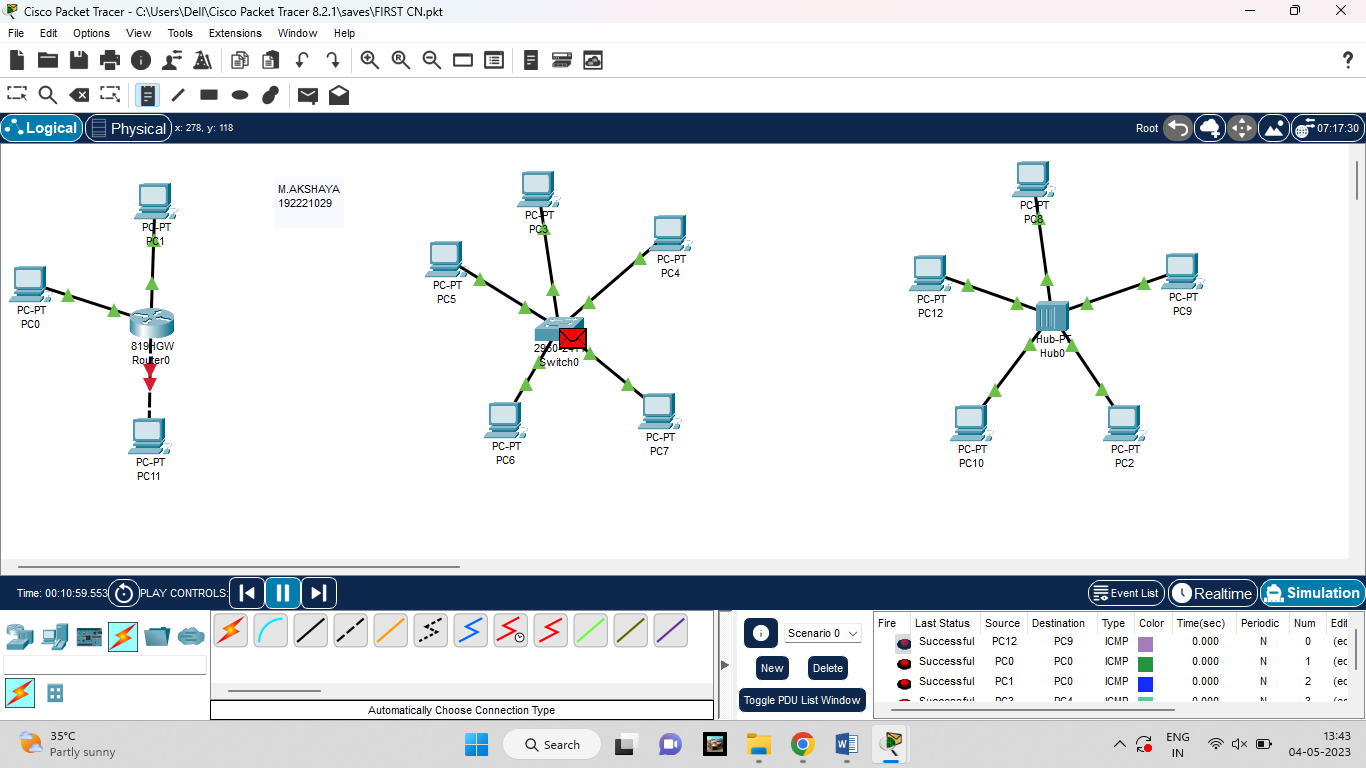 Cisco Packet Tracer - C:\Users\Dell\Cisco Packet Tracer 8.2.1\saves\FIRST CN.pkt
File Edit Options View Tools Extensions Window Help
Logical Physical x: 278, y: 118 Root 07:17:30
M.AKSHAYA
192221029
PC-PT
PC1
PC-PT
PC0
819HGW
Router0
PC-PT
PC11
PC-PT
PC3
PC-PT
PC4
PC-PT
PC5
Switch0
PC-PT
PC6
PC-PT
PC7
PC-PT
PC8
PC-PT
PC12
PC-PT
PC9
Hub-PT
Hub0
PC-PT
PC10
PC-PT
PC2
Time: 00:10:59.553 PLAY CONTROLS: Event List Realtime Simulation
Automatically Choose Connection Type
Scenario 0
New Delete
Toggle PDU List Window
Fire Last Status Source Destination Type Color Time(sec) Periodic Num Edit
Successful PC12 PC9 ICMP 0.000 N 0 (ec
Successful PC0 PC0 ICMP 0.000 N 1 (ec
Successful PC1 PC0 ICMP 0.000 N 2 (ec
Successful PC3 PC4 ICMP 0.000 N 3 (ec
35°C
Partly sunny
Search
ENG
IN
13:43
04-05-2023